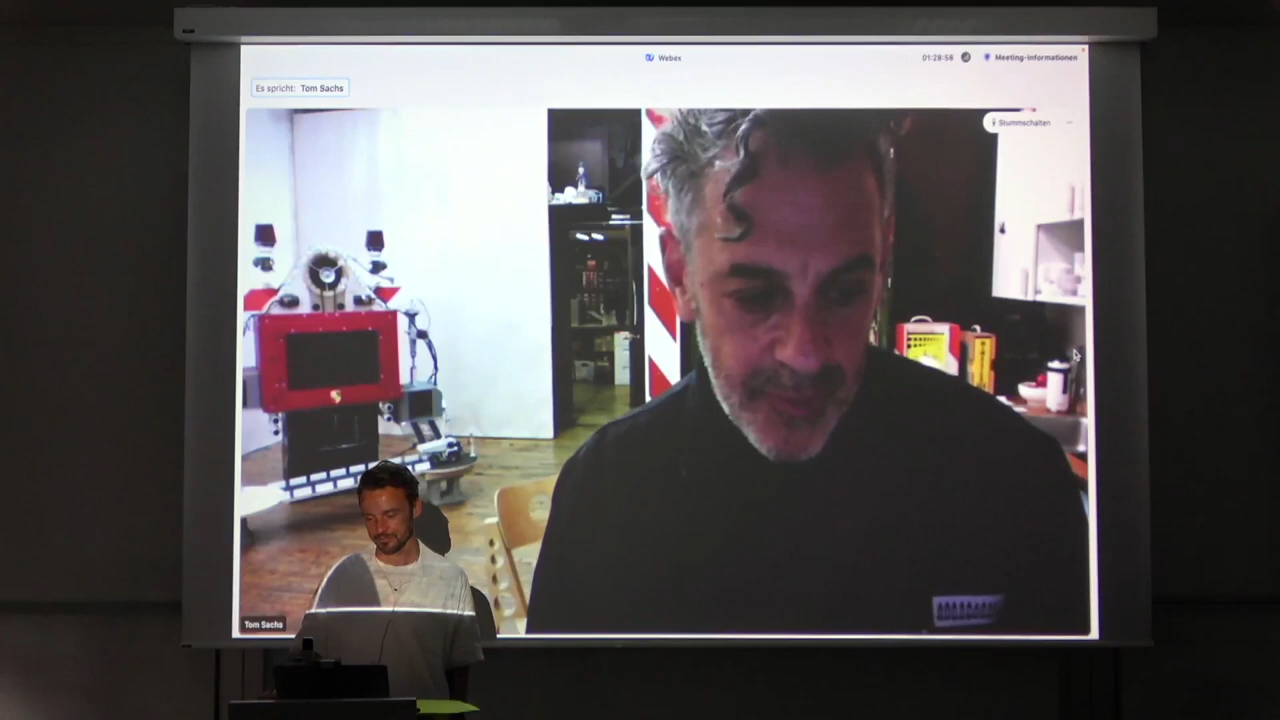 Webex
01:28:58
Meeting-informationen
Es spricht: Tom Sachs
Stummschalten
Tom Sachs